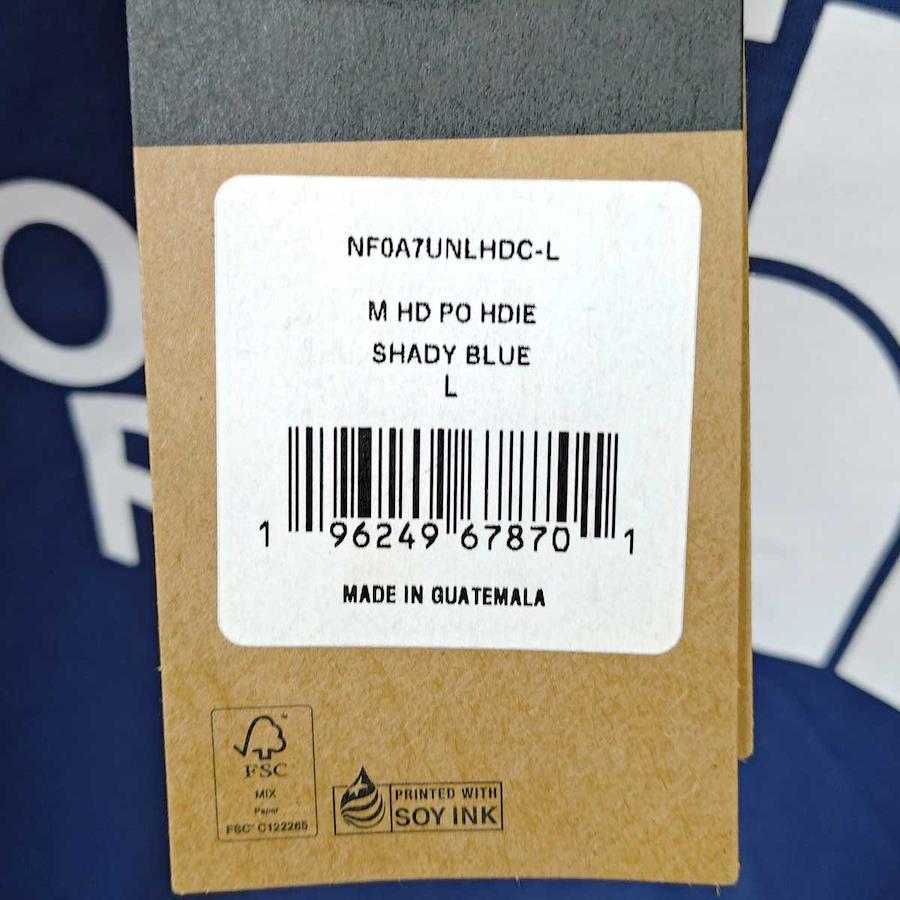 O
R
NF0A7UNLHDC-L
M HD PO HDIE
SHADY BLUE
L
1 96249 67870 1
MADE IN GUATEMALA
FSC
MIX
Paper
FSC® C122265
PRINTED WITH
SOY INK